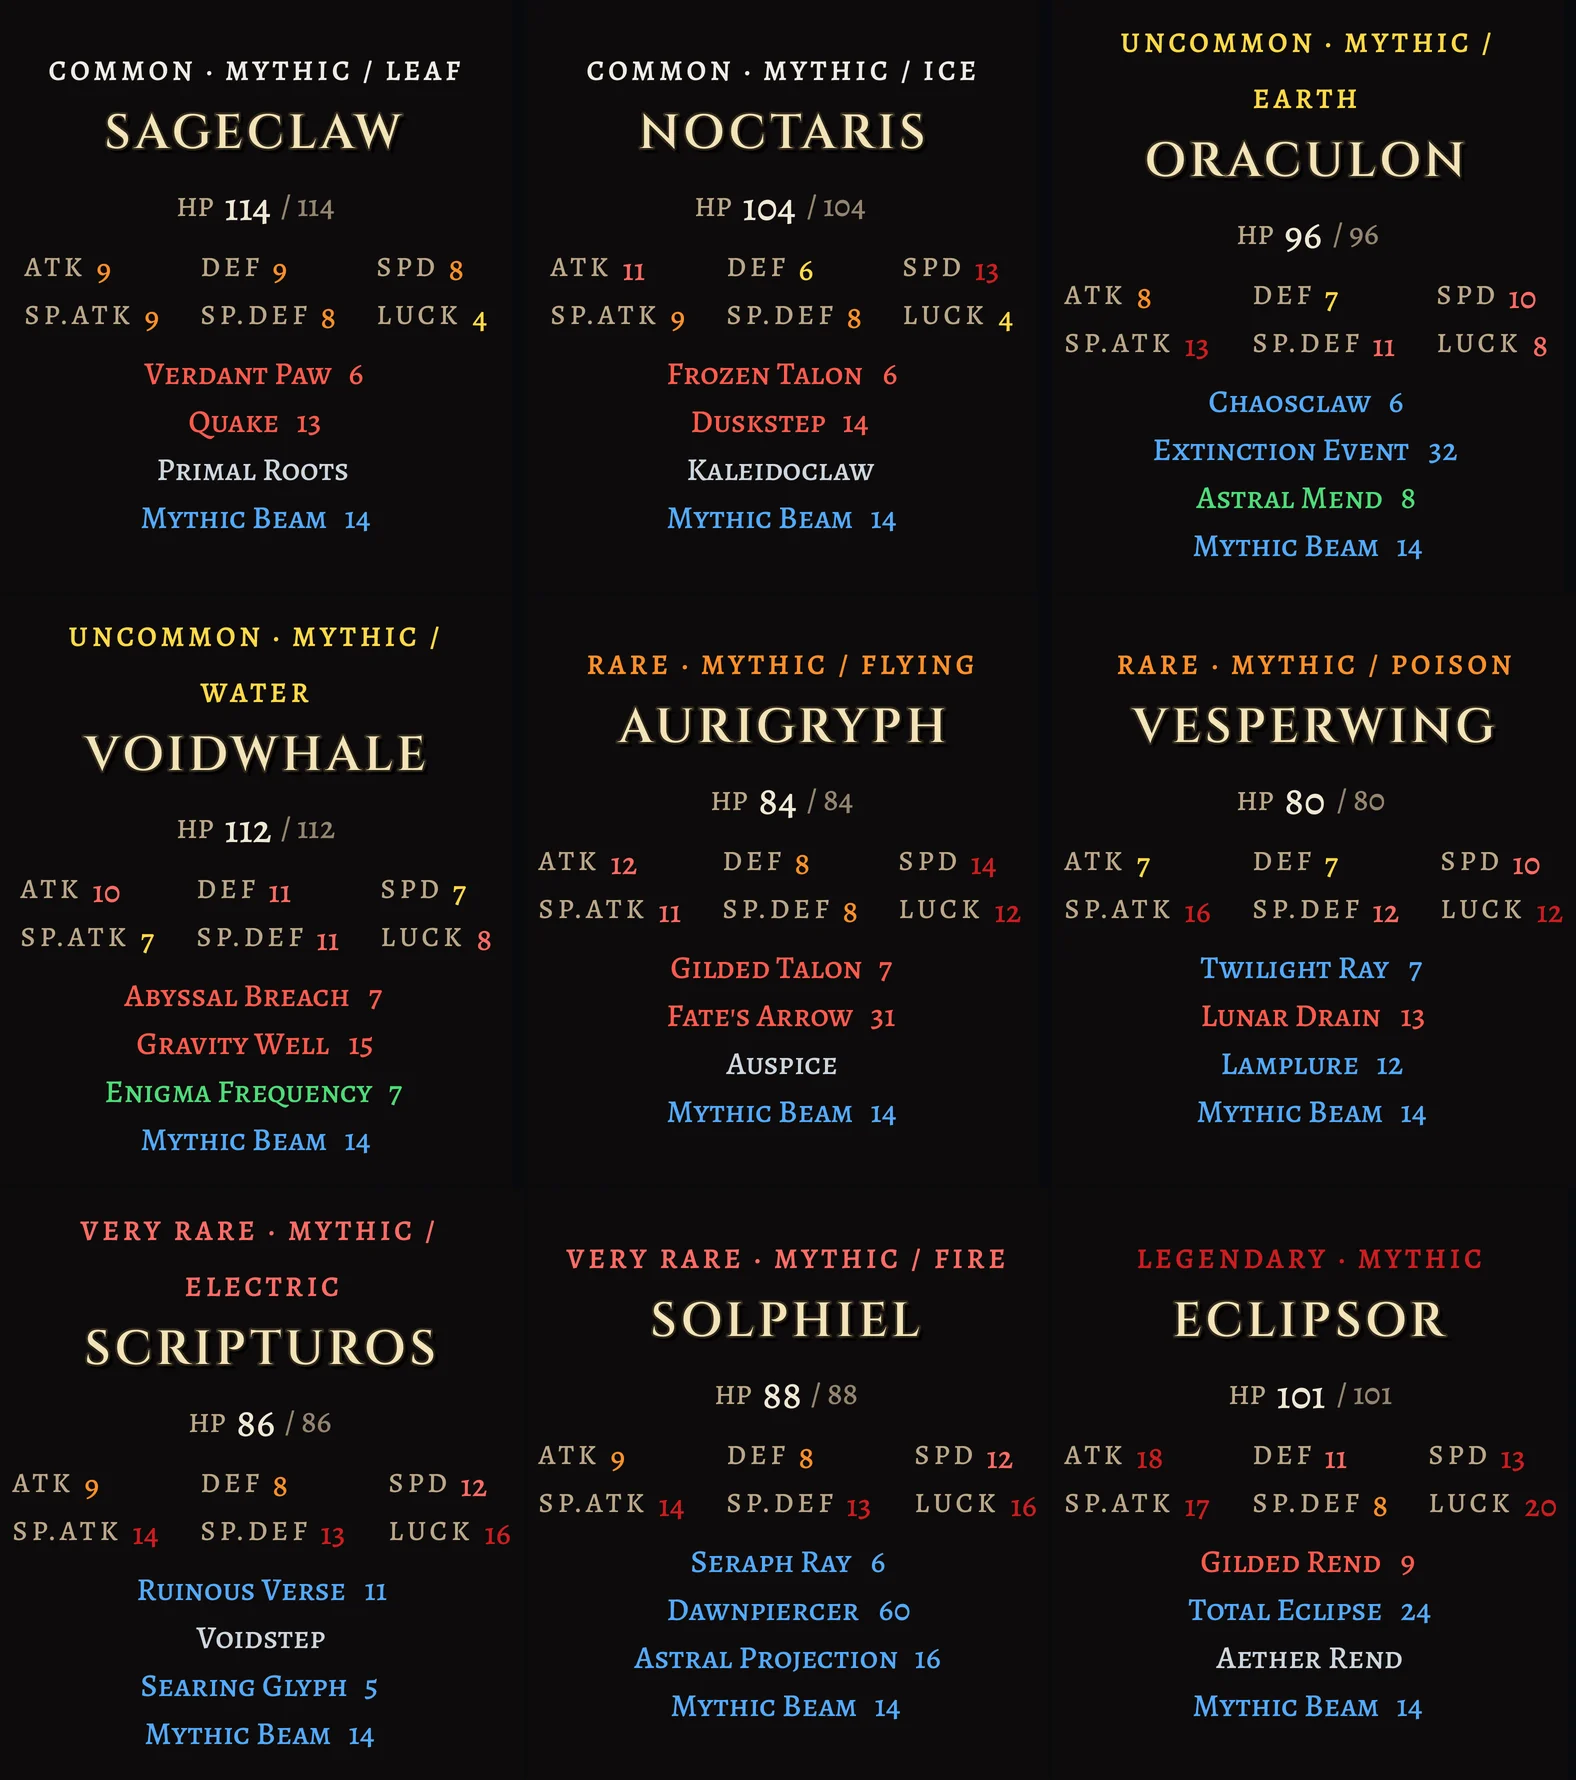 COMMON · MYTHIC / LEAF
SAGECLAW
HP 114 / 114
ATK 9 DEF 9 SPD 8
SP.ATK 9 SP.DEF 8 LUCK 4
VERDANT PAW 6
QUAKE 13
PRIMAL ROOTS
MYTHIC BEAM 14
COMMON · MYTHIC / ICE
NOCTARIS
HP 104 / 104
ATK 11 DEF 6 SPD 13
SP.ATK 9 SP.DEF 8 LUCK 4
FROZEN TALON 6
DUSKSTEP 14
KALEIDOCLAW
MYTHIC BEAM 14
UNCOMMON · MYTHIC /
EARTH
ORACULON
HP 96 / 96
ATK 8 DEF 7 SPD 10
SP.ATK 13 SP.DEF 11 LUCK 8
CHAOSCLAW 6
EXTINCTION EVENT 32
ASTRAL MEND 8
MYTHIC BEAM 14
UNCOMMON · MYTHIC /
WATER
VOIDWHALE
HP 112 / 112
ATK 10 DEF 11 SPD 7
SP.ATK 7 SP.DEF 11 LUCK 8
ABYSSAL BREACH 7
GRAVITY WELL 15
ENIGMA FREQUENCY 7
MYTHIC BEAM 14
RARE · MYTHIC / FLYING
AURIGRYPH
HP 84 / 84
ATK 12 DEF 8 SPD 14
SP.ATK 11 SP.DEF 8 LUCK 12
GILDED TALON 7
FATE'S ARROW 31
AUSPICE
MYTHIC BEAM 14
RARE · MYTHIC / POISON
VESPERWING
HP 80 / 80
ATK 7 DEF 7 SPD 10
SP.ATK 16 SP.DEF 12 LUCK 12
TWILIGHT RAY 7
LUNAR DRAIN 13
LAMPLURE 12
MYTHIC BEAM 14
VERY RARE · MYTHIC /
ELECTRIC
SCRIPTUROS
HP 86 / 86
ATK 9 DEF 8 SPD 12
SP.ATK 14 SP.DEF 13 LUCK 16
RUINOUS VERSE 11
VOIDSTEP
SEARING GLYPH 5
MYTHIC BEAM 14
VERY RARE · MYTHIC / FIRE
SOLPHIEL
HP 88 / 88
ATK 9 DEF 8 SPD 12
SP.ATK 14 SP.DEF 13 LUCK 16
SERAPH RAY 6
DAWNPIERCER 60
ASTRAL PROJECTION 16
MYTHIC BEAM 14
LEGENDARY · MYTHIC
ECLIPSOR
HP 101 / 101
ATK 18 DEF 11 SPD 13
SP.ATK 17 SP.DEF 8 LUCK 20
GILDED REND 9
TOTAL ECLIPSE 24
AETHER REND
MYTHIC BEAM 14